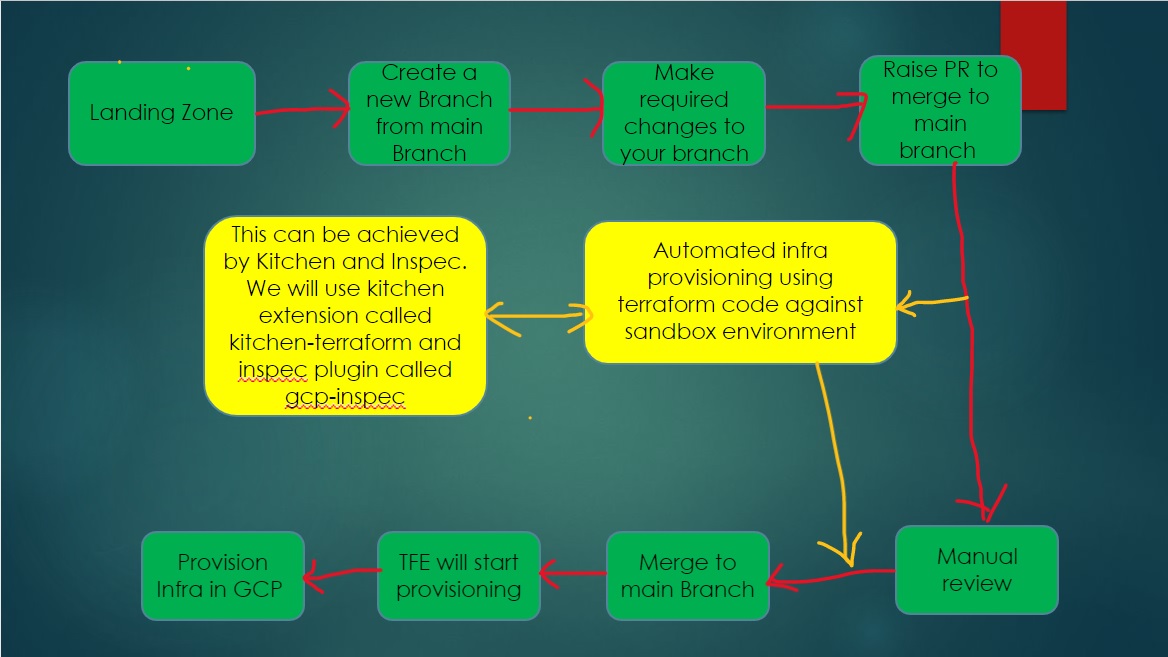 Landing Zone
Create a
new Branch
from main
Branch
Make
required
changes to
your branch
Raise PR to
merge to
main
branch
This can be achieved
by Kitchen and Inspec.
We will use kitchen
extension called
kitchen-terraform and
inspec plugin called
gcp-inspec
Automated infra
provisioning using
terraform code against
sandbox environment
Provision
Infra in GCP
TFE will start
provisioning
Merge to
main Branch
Manual
review